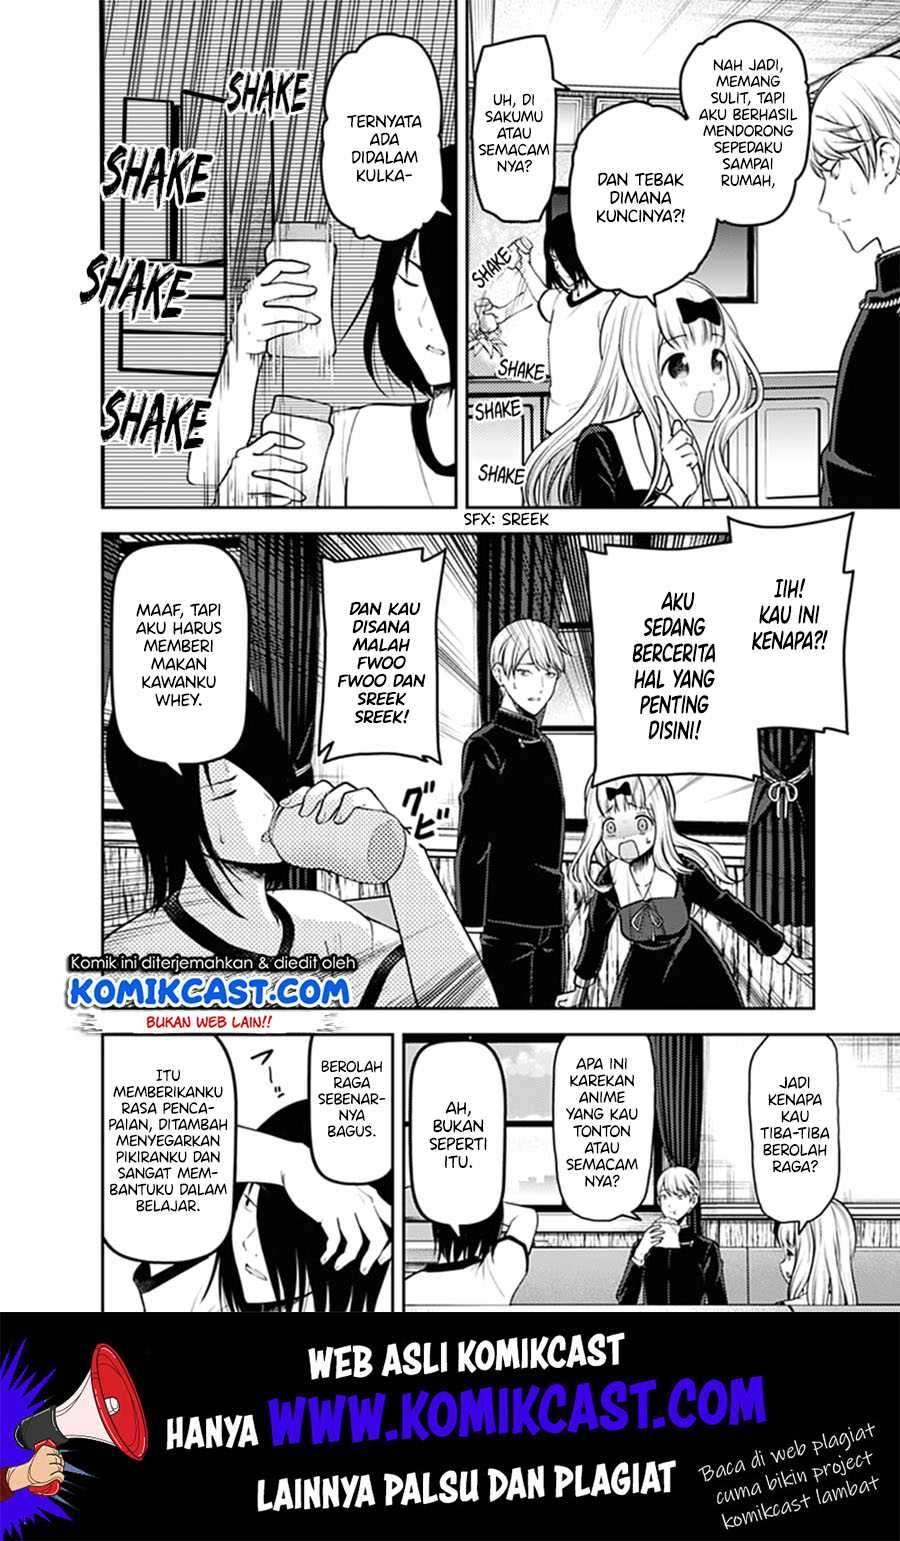 NAH JADI,
MEMANG
SULIT, TAPI
AKU BERHASIL
MENDORONG
SEPEDAKU
SAMPAI
RUMAH,
DAN TEBAK
DIMANA
KUNCINYA?!
UH, DI
SAKUMU
ATAU
SEMACAM
NYA?
SHAKE
SHAKE
SHAKE
SHAKE
TERNYATA
ADA
DIDALAM
KULKA-
SHAKE
SHAKE
SHAKE
SHAKE
SFX: SREEK
IIH!
KAU INI
KENAPA?!
AKU
SEDANG
BERCERITA
HAL YANG
PENTING
DISINI!
DAN KAU
DISANA
MALAH
FWOO
FWOO DAN
SREEK
SREEK!
MAAF, TAPI
AKU HARUS
MEMBERI
MAKAN
KAWANKU
WHEY.
グビ
Komik ini diterjemahkan & diedit oleh
KOMIKCAST.COM
BUKAN WEB LAIN!!
JADI
KENAPA
KAU
TIBA-TIBA
BEROLAH
RAGA?
APA INI
KAREKAN
ANIME
YANG KAU
TONTON
ATAU
SEMACAM
NYA?
AH,
BUKAN
SEPERTI
ITU.
BEROLAH
RAGA
SEBENAR-
NYA
BAGUS.
ITU
MEMBERIKANKU
RASA PENCA-
PAIAN, DITAMBAH
MENYEGARKAN
PIKIRANKU DAN
SANGAT MEM-
BANTUKU DALAM
BELAJAR.
WEB ASLI KOMIKCAST
HANYA WWW.KOMIKCAST.COM
LAINNYA PALSU DAN PLAGIAT
Baca di web plagiat
cuma bikin project
komikcast lambat